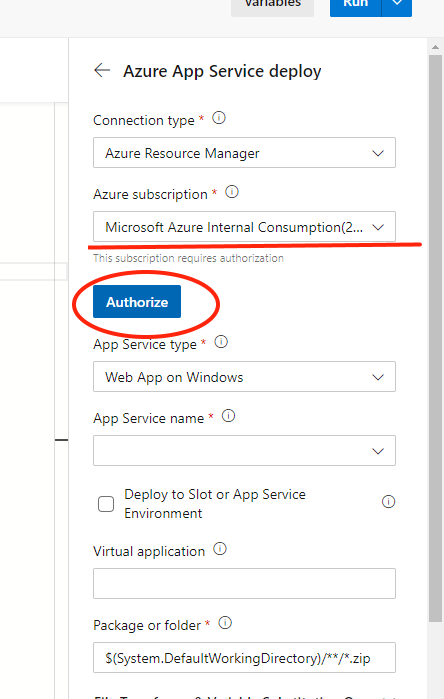 Variables
Run
Azure App Service deploy
Connection type *
Azure Resource Manager
Azure subscription *
Microsoft Azure Internal Consumption(2...
This subscription requires authorization
Authorize
App Service type *
Web App on Windows
App Service name *
Deploy to Slot or App Service
Environment
Virtual application
Package or folder *
$(System.DefaultWorkingDirectory)/**/*.zip